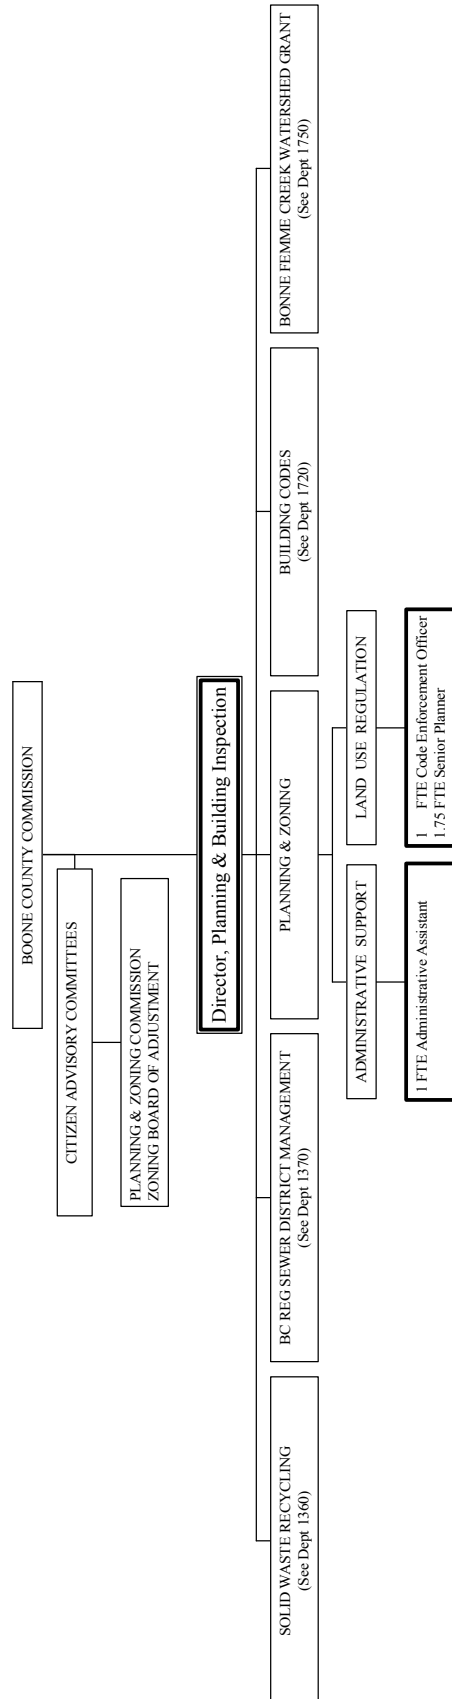 BOONE COUNTY COMMISSION
CITIZEN ADVISORY COMMITTEES
PLANNING & ZONING COMMISSION
ZONING BOARD OF ADJUSTMENT
Director, Planning & Building Inspection
SOLID WASTE RECYCLING
(See Dept 1360)
BC REG SEWER DISTRICT MANAGEMENT
(See Dept 1370)
PLANNING & ZONING
BUILDING CODES
(See Dept 1720)
BONNE FEMME CREEK WATERSHED GRANT
(See Dept 1750)
ADMINISTRATIVE SUPPORT
LAND USE REGULATION
1 FTE Administrative Assistant
1 FTE Code Enforcement Officer
1.75 FTE Senior Planner